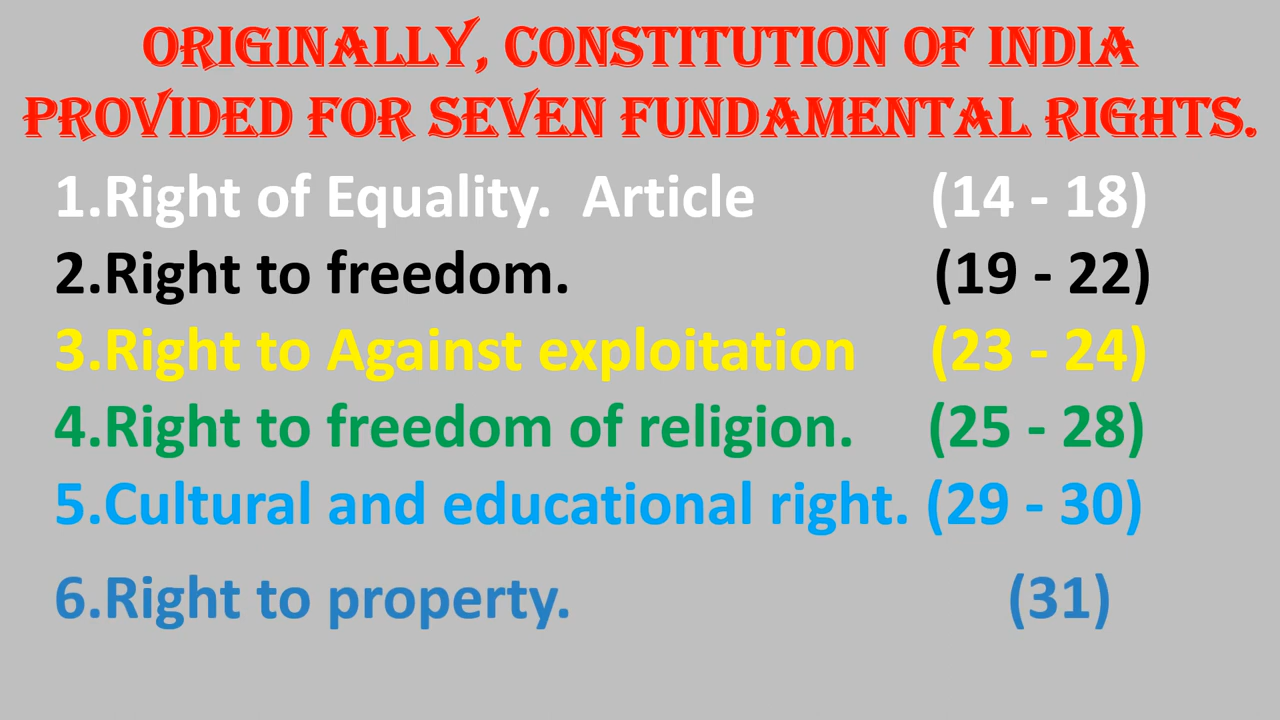 ORIGINALLY, CONSTITUTION OF INDIA
PROVIDED FOR SEVEN FUNDAMENTAL RIGHTS.
1.Right of Equality. Article (14 - 18)
2.Right to freedom. (19 - 22)
3.Right to Against exploitation (23 - 24)
4.Right to freedom of religion. (25 - 28)
5.Cultural and educational right. (29 - 30)
6.Right to property. (31)